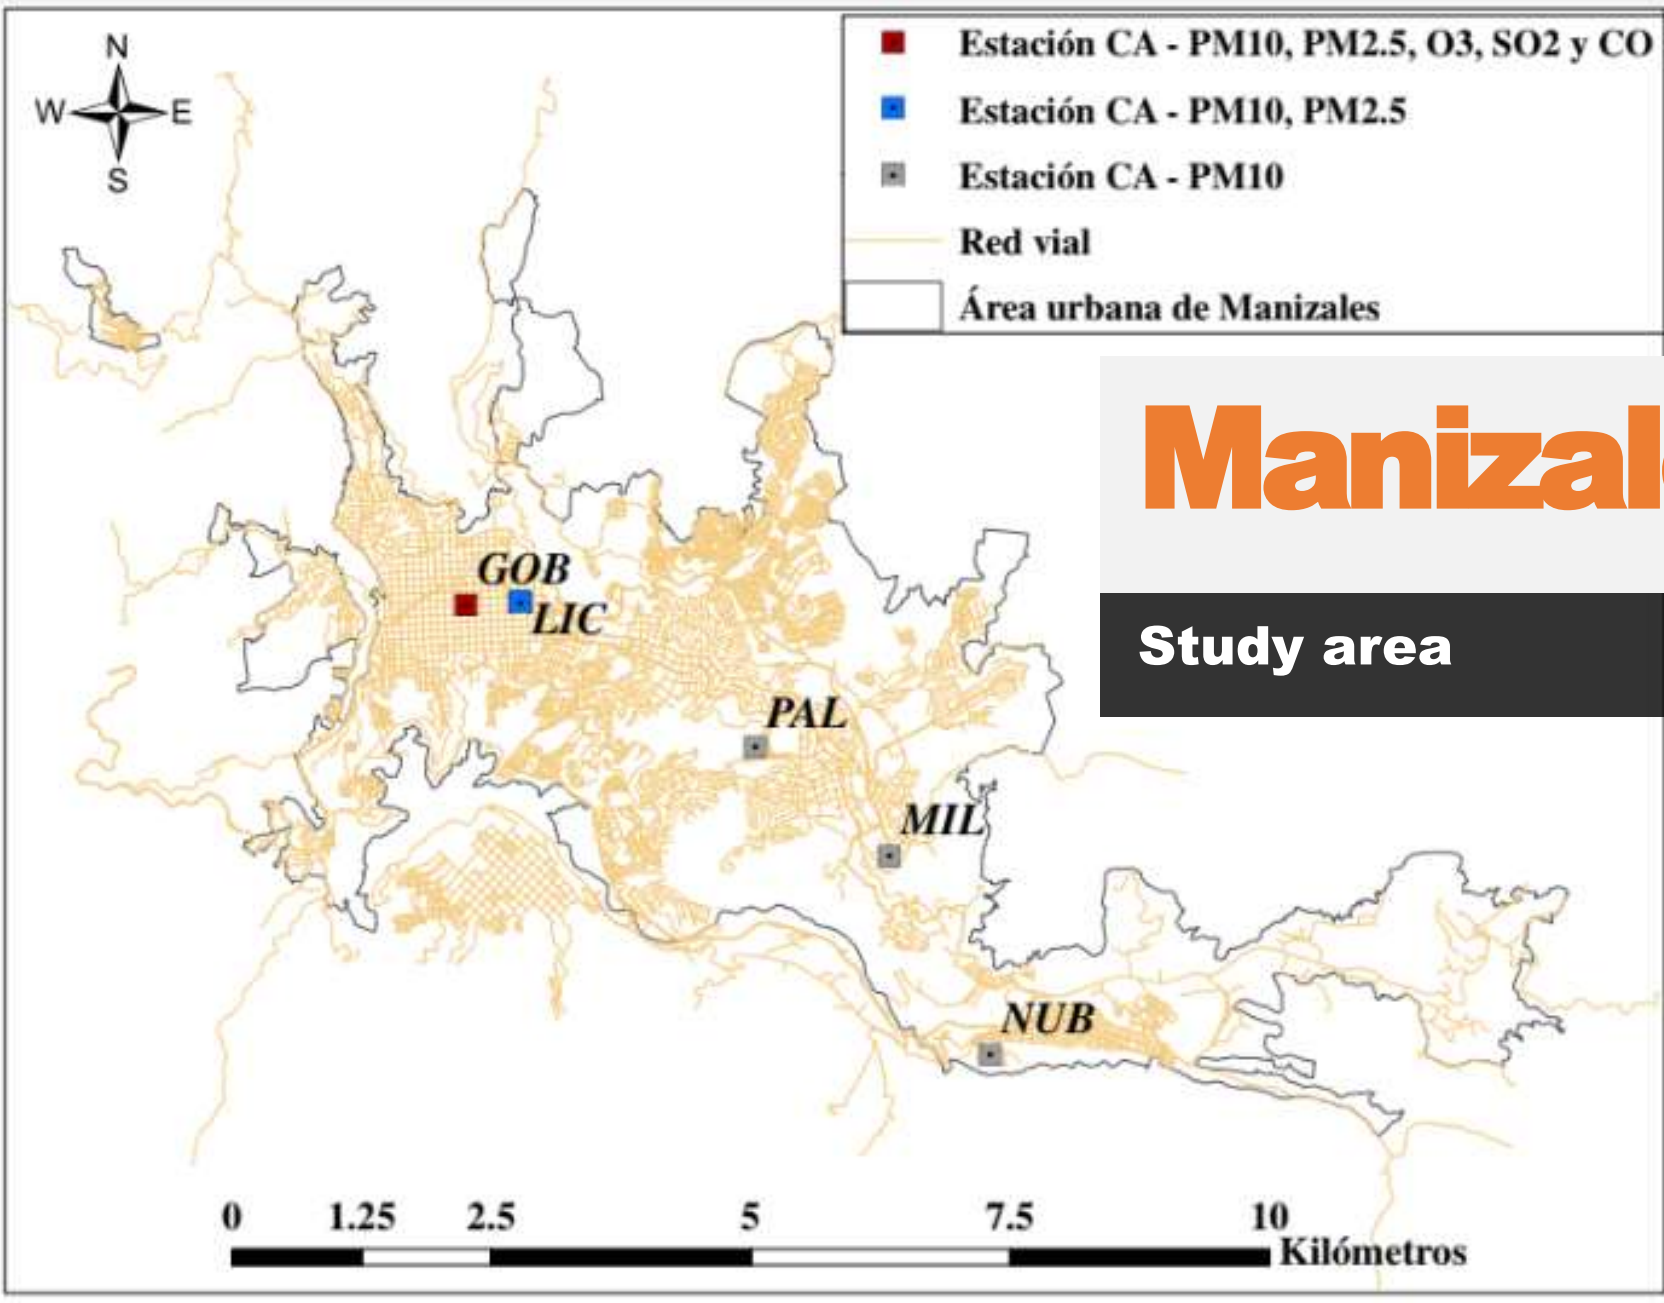 N
W E
S
Estación CA - PM10, PM2.5, O3, SO2 y CO
Estación CA - PM10, PM2.5
Estación CA - PM10
Red vial
Área urbana de Manizales
Manizal
Study area
GOB
LIC
PAL
MIL
NUB
0 1.25 2.5 5 7.5 10
Kilómetros